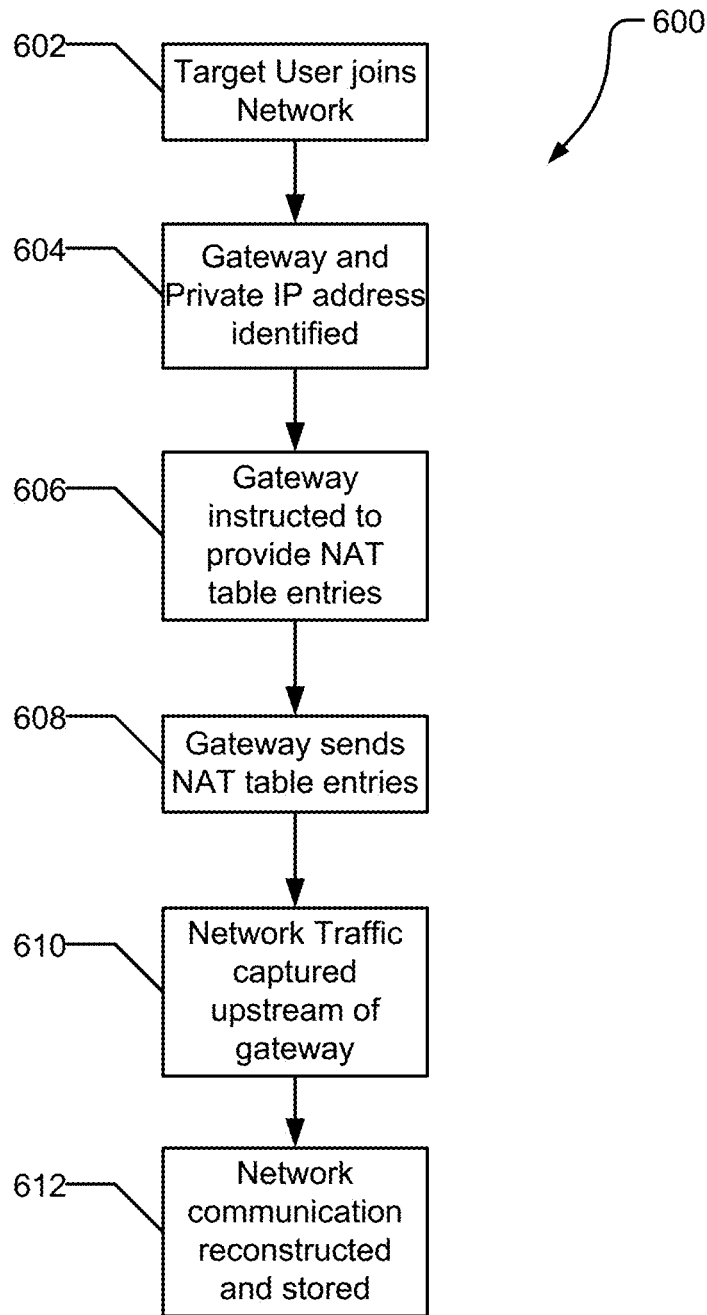 600
602
Target User joins
Network
604
Gateway and
Private IP address
identified
606
Gateway
instructed to
provide NAT
table entries
608
Gateway sends
NAT table entries
610
Network Traffic
captured
upstream of
gateway
612
Network
communication
reconstructed
and stored